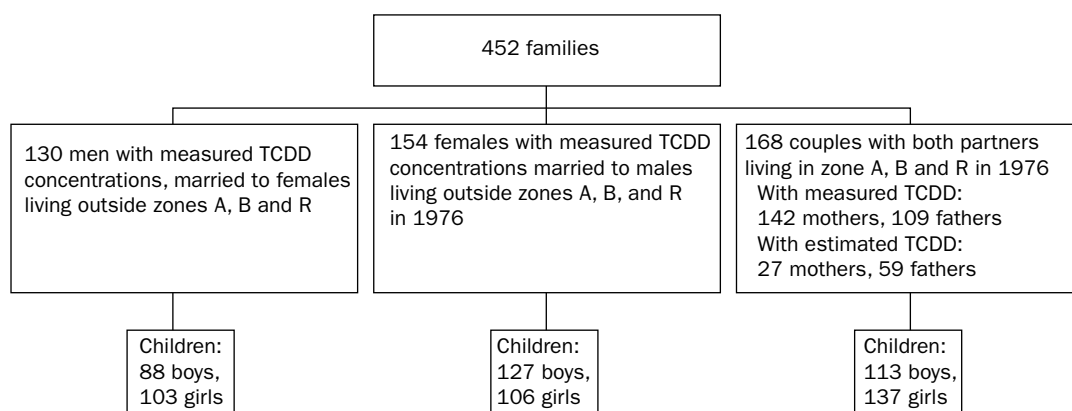 452 families
130 men with measured TCDD
concentrations, married to females
living outside zones A, B and R
154 females with measured TCDD
concentrations married to males
living outside zones A, B, and R
in 1976
168 couples with both partners
living in zone A, B and R in 1976
With measured TCDD:
142 mothers, 109 fathers
With estimated TCDD:
27 mothers, 59 fathers
Children:
88 boys,
103 girls
Children:
127 boys,
106 girls
Children:
113 boys,
137 girls